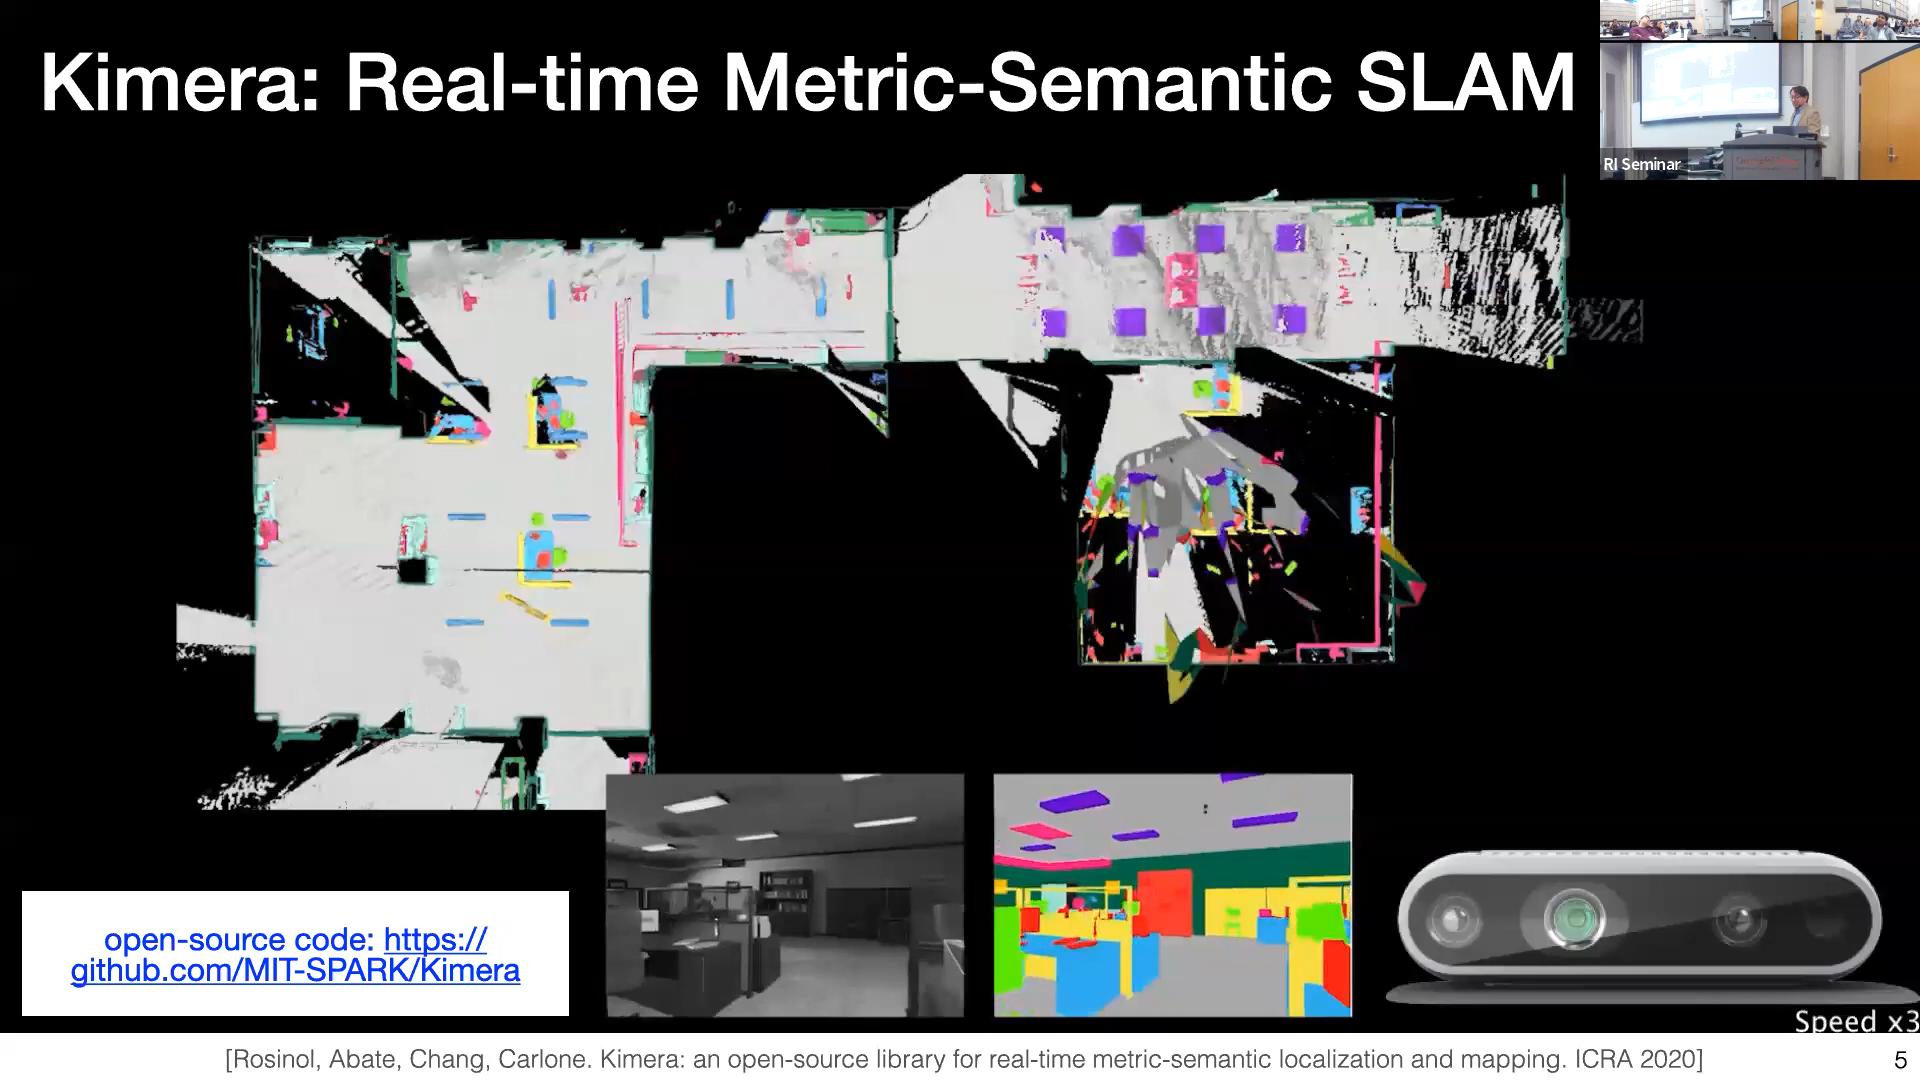 Kimera: Real-time Metric-Semantic SLAM
RI Seminar
open-source code: https://
github.com/MIT-SPARK/Kimera
Speed x3
[Rosinol, Abate, Chang, Carlone. Kimera: an open-source library for real-time metric-semantic localization and mapping. ICRA 2020]
5